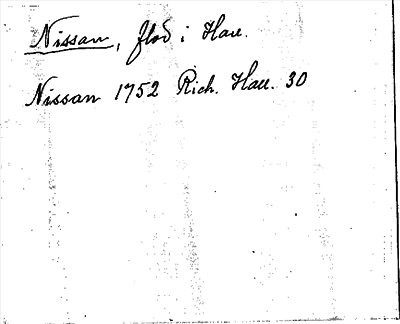 Nissan, flod i Hall.
Nissan 1752 Rich. Hall. 30